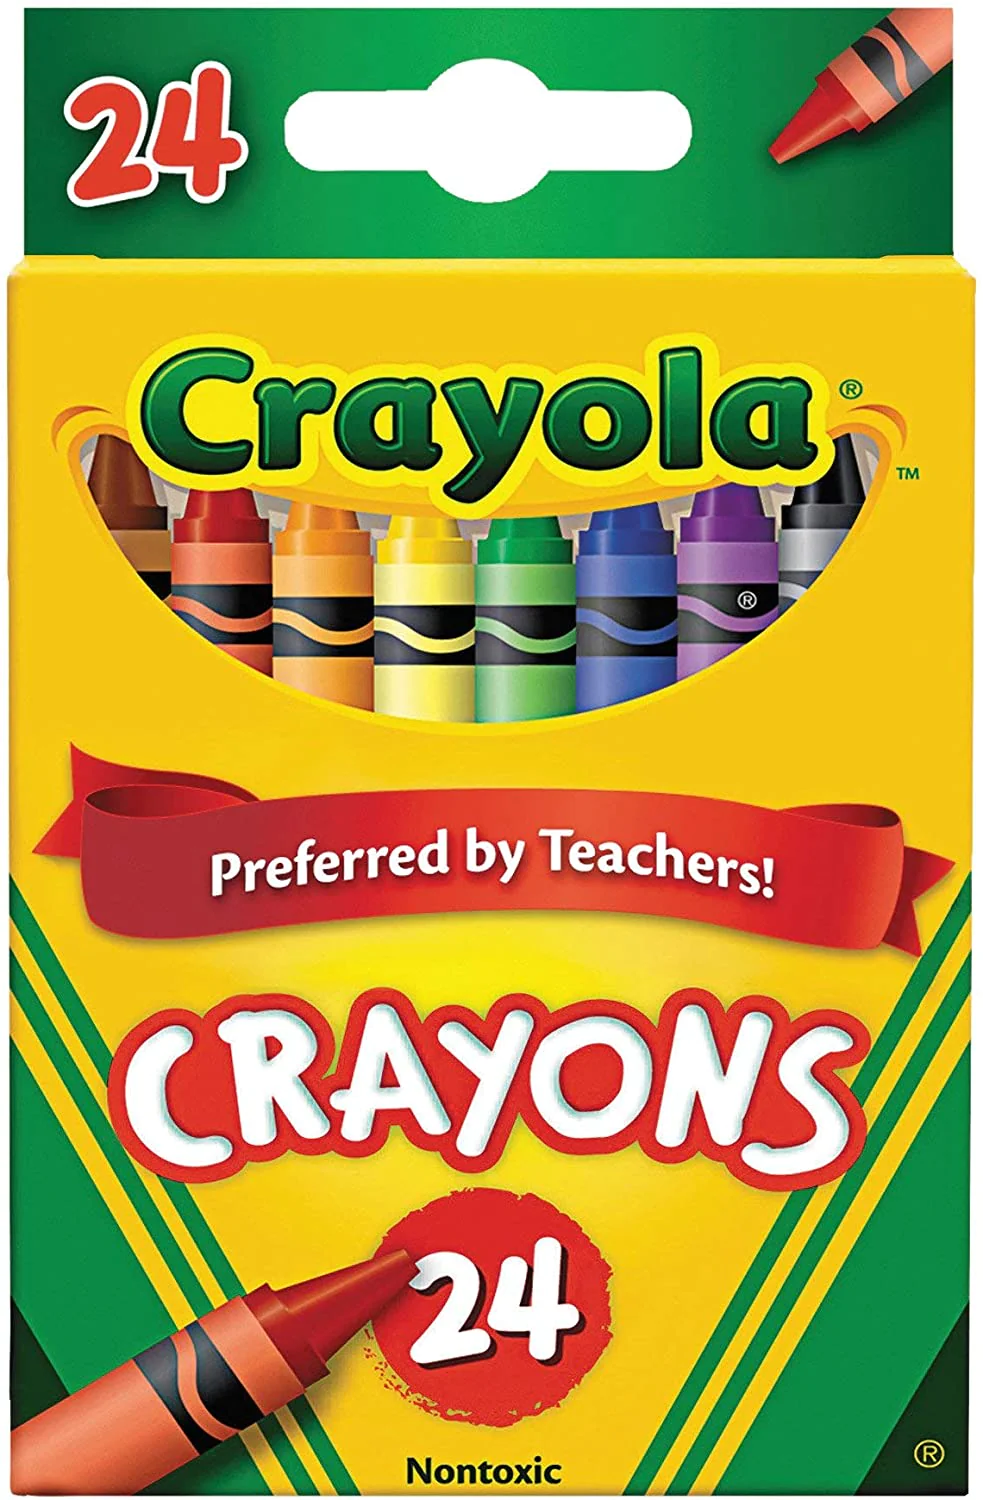 24
Crayola®
™
®
Preferred by Teachers!
CRAYONS
24
Nontoxic
®